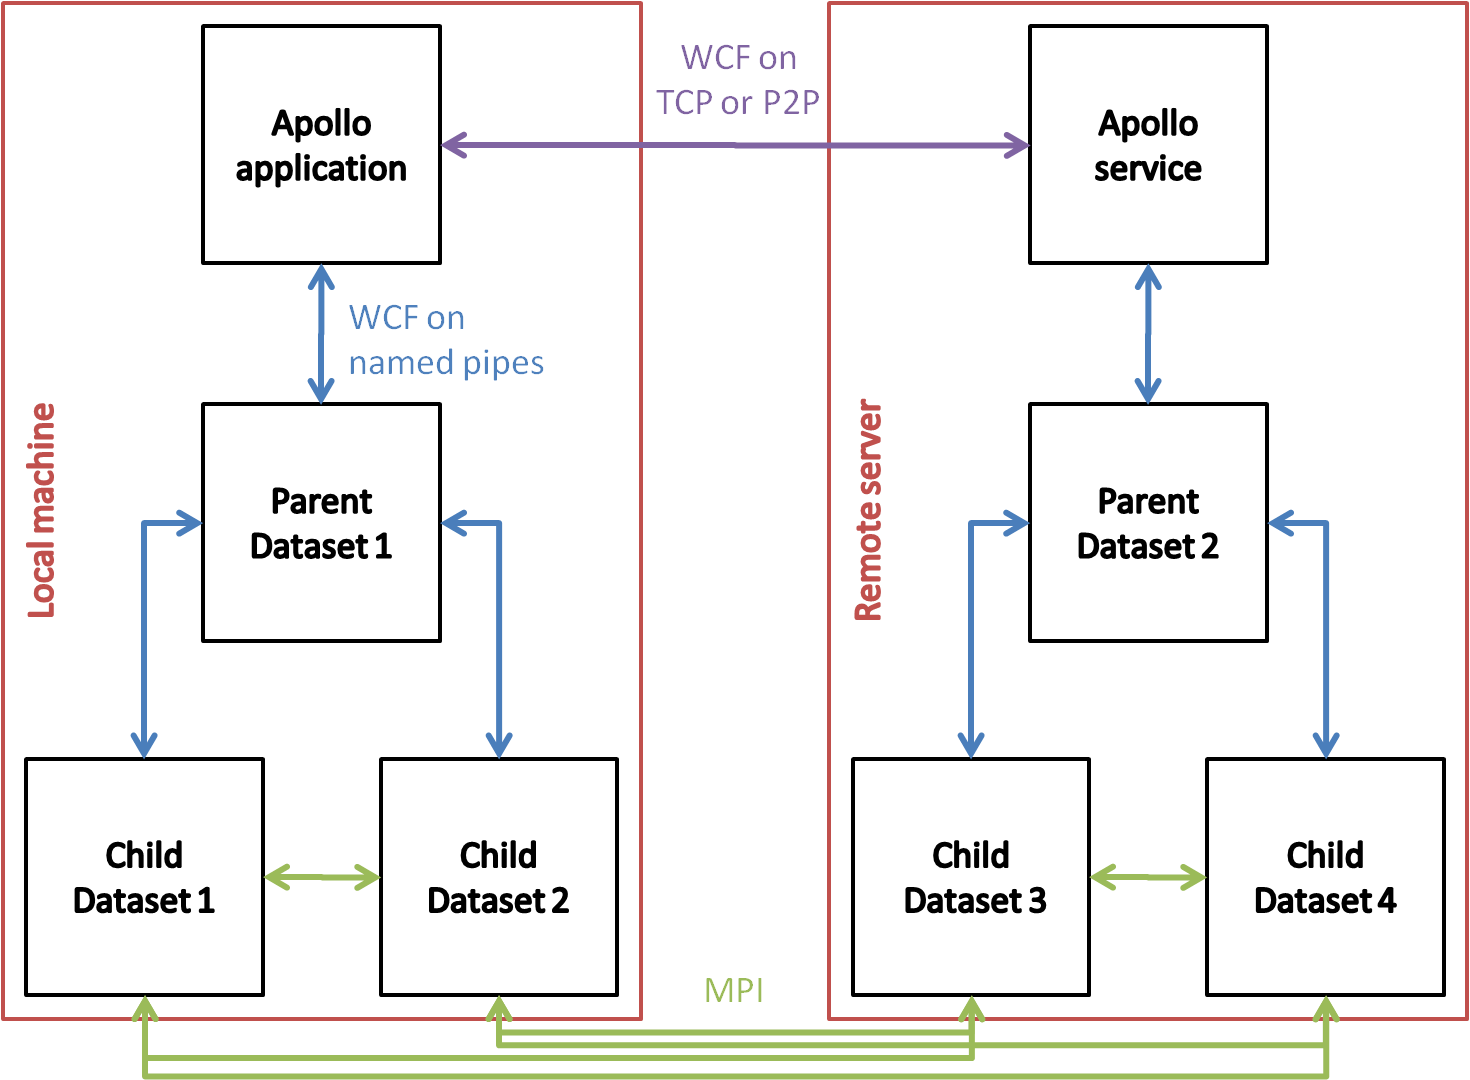 WCF on
TCP or P2P
Apollo
application
Apollo
service
WCF on
named pipes
Local machine
Remote server
Parent
Dataset 1
Parent
Dataset 2
Child
Dataset 1
Child
Dataset 2
Child
Dataset 3
Child
Dataset 4
MPI